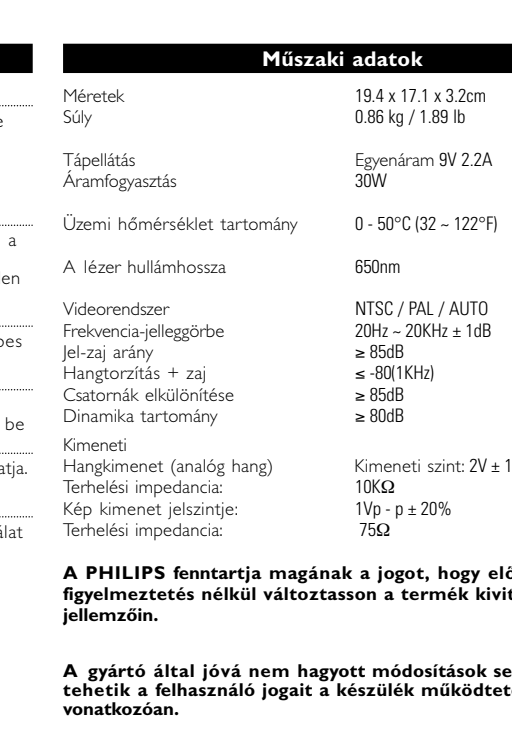 Műszaki adatok
Méretek 19.4 x 17.1 x 3.2cm
Súly 0.86 kg / 1.89 lb
Tápellátás Egyenáram 9V 2.2A
Áramfogyasztás 30W
Üzemi hőmérséklet tartomány 0 - 50°C (32 ~ 122°F)
A lézer hullámhossza 650nm
Videorendszer NTSC / PAL / AUTO
Frekvencia-jelleggörbe 20Hz ~ 20KHz ± 1dB
Jel-zaj arány ≥ 85dB
Hangtorzítás + zaj ≤ -80(1KHz)
Csatornák elkülönítése ≥ 85dB
Dinamika tartomány ≥ 80dB
Kimeneti
Hangkimenet (analóg hang) Kimeneti szint: 2V ± 1
Terhelési impedancia: 10KΩ
Kép kimenet jelszintje: 1Vp - p ± 20%
Terhelési impedancia: 75Ω
A PHILIPS fenntartja magának a jogot, hogy elő
figyelmeztetés nélkül változtasson a termék kivit
jellemzőin.
A gyártó által jóvá nem hagyott módosítások se
tehetik a felhasználó jogait a készülék működtet
vonatkozóan.